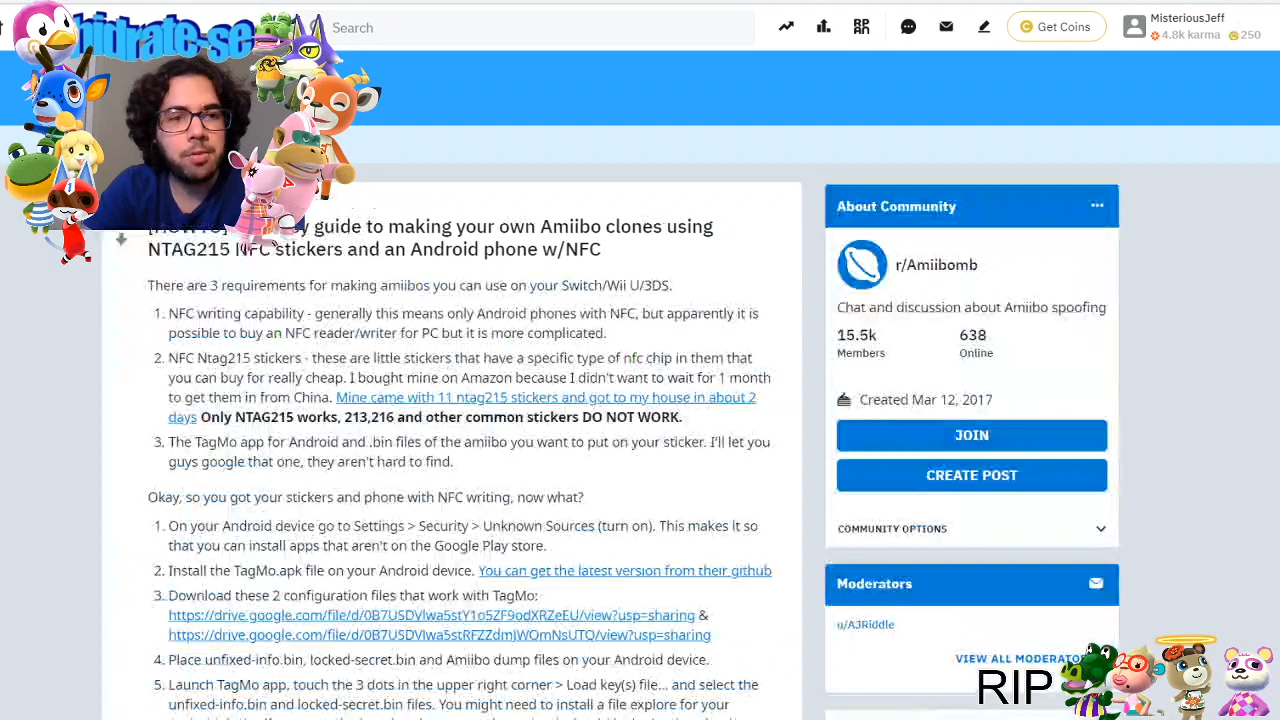 hidrate-se
Search
Get Coins
MisteriousJeff
4.8k karma 250
guide to making your own Amiibo clones using
NTAG215 NFC stickers and an Android phone w/NFC
There are 3 requirements for making amiibos you can use on your Switch/Wii U/3DS.
1. NFC writing capability - generally this means only Android phones with NFC, but apparently it is
possible to buy an NFC reader/writer for PC but it is more complicated.
2. NFC Ntag215 stickers - these are little stickers that have a specific type of nfc chip in them that
you can buy for really cheap. I bought mine on Amazon because I didn't want to wait for 1 month
to get them in from China. Mine came with 11 ntag215 stickers and got to my house in about 2
days Only NTAG215 works, 213,216 and other common stickers DO NOT WORK.
3. The TagMo app for Android and .bin files of the amiibo you want to put on your sticker. I'll let you
guys google that one, they aren't hard to find.
Okay, so you got your stickers and phone with NFC writing, now what?
1. On your Android device go to Settings > Security > Unknown Sources (turn on). This makes it so
that you can install apps that aren't on the Google Play store.
2. Install the TagMo.apk file on your Android device. You can get the latest version from their github
3. Download these 2 configuration files that work with TagMo:
https://drive.google.com/file/d/0B7USDVlwa5stY1o5ZF9odXRZeEU/view?usp=sharing &
https://drive.google.com/file/d/0B7USDVlwa5stRFZZdmJWOmNsUTQ/view?usp=sharing
4. Place unfixed-info.bin, locked-secret.bin and Amiibo dump files on your Android device.
5. Launch TagMo app, touch the 3 dots in the upper right corner > Load key(s) file... and select the
unfixed-info.bin and locked-secret.bin files. You might need to install a file explore for your
About Community
r/Amiibomb
Chat and discussion about Amiibo spoofing
15.5k 638
Members Online
Created Mar 12, 2017
JOIN
CREATE POST
COMMUNITY OPTIONS
Moderators
u/AJRiddle
VIEW ALL MODERATO
RIP